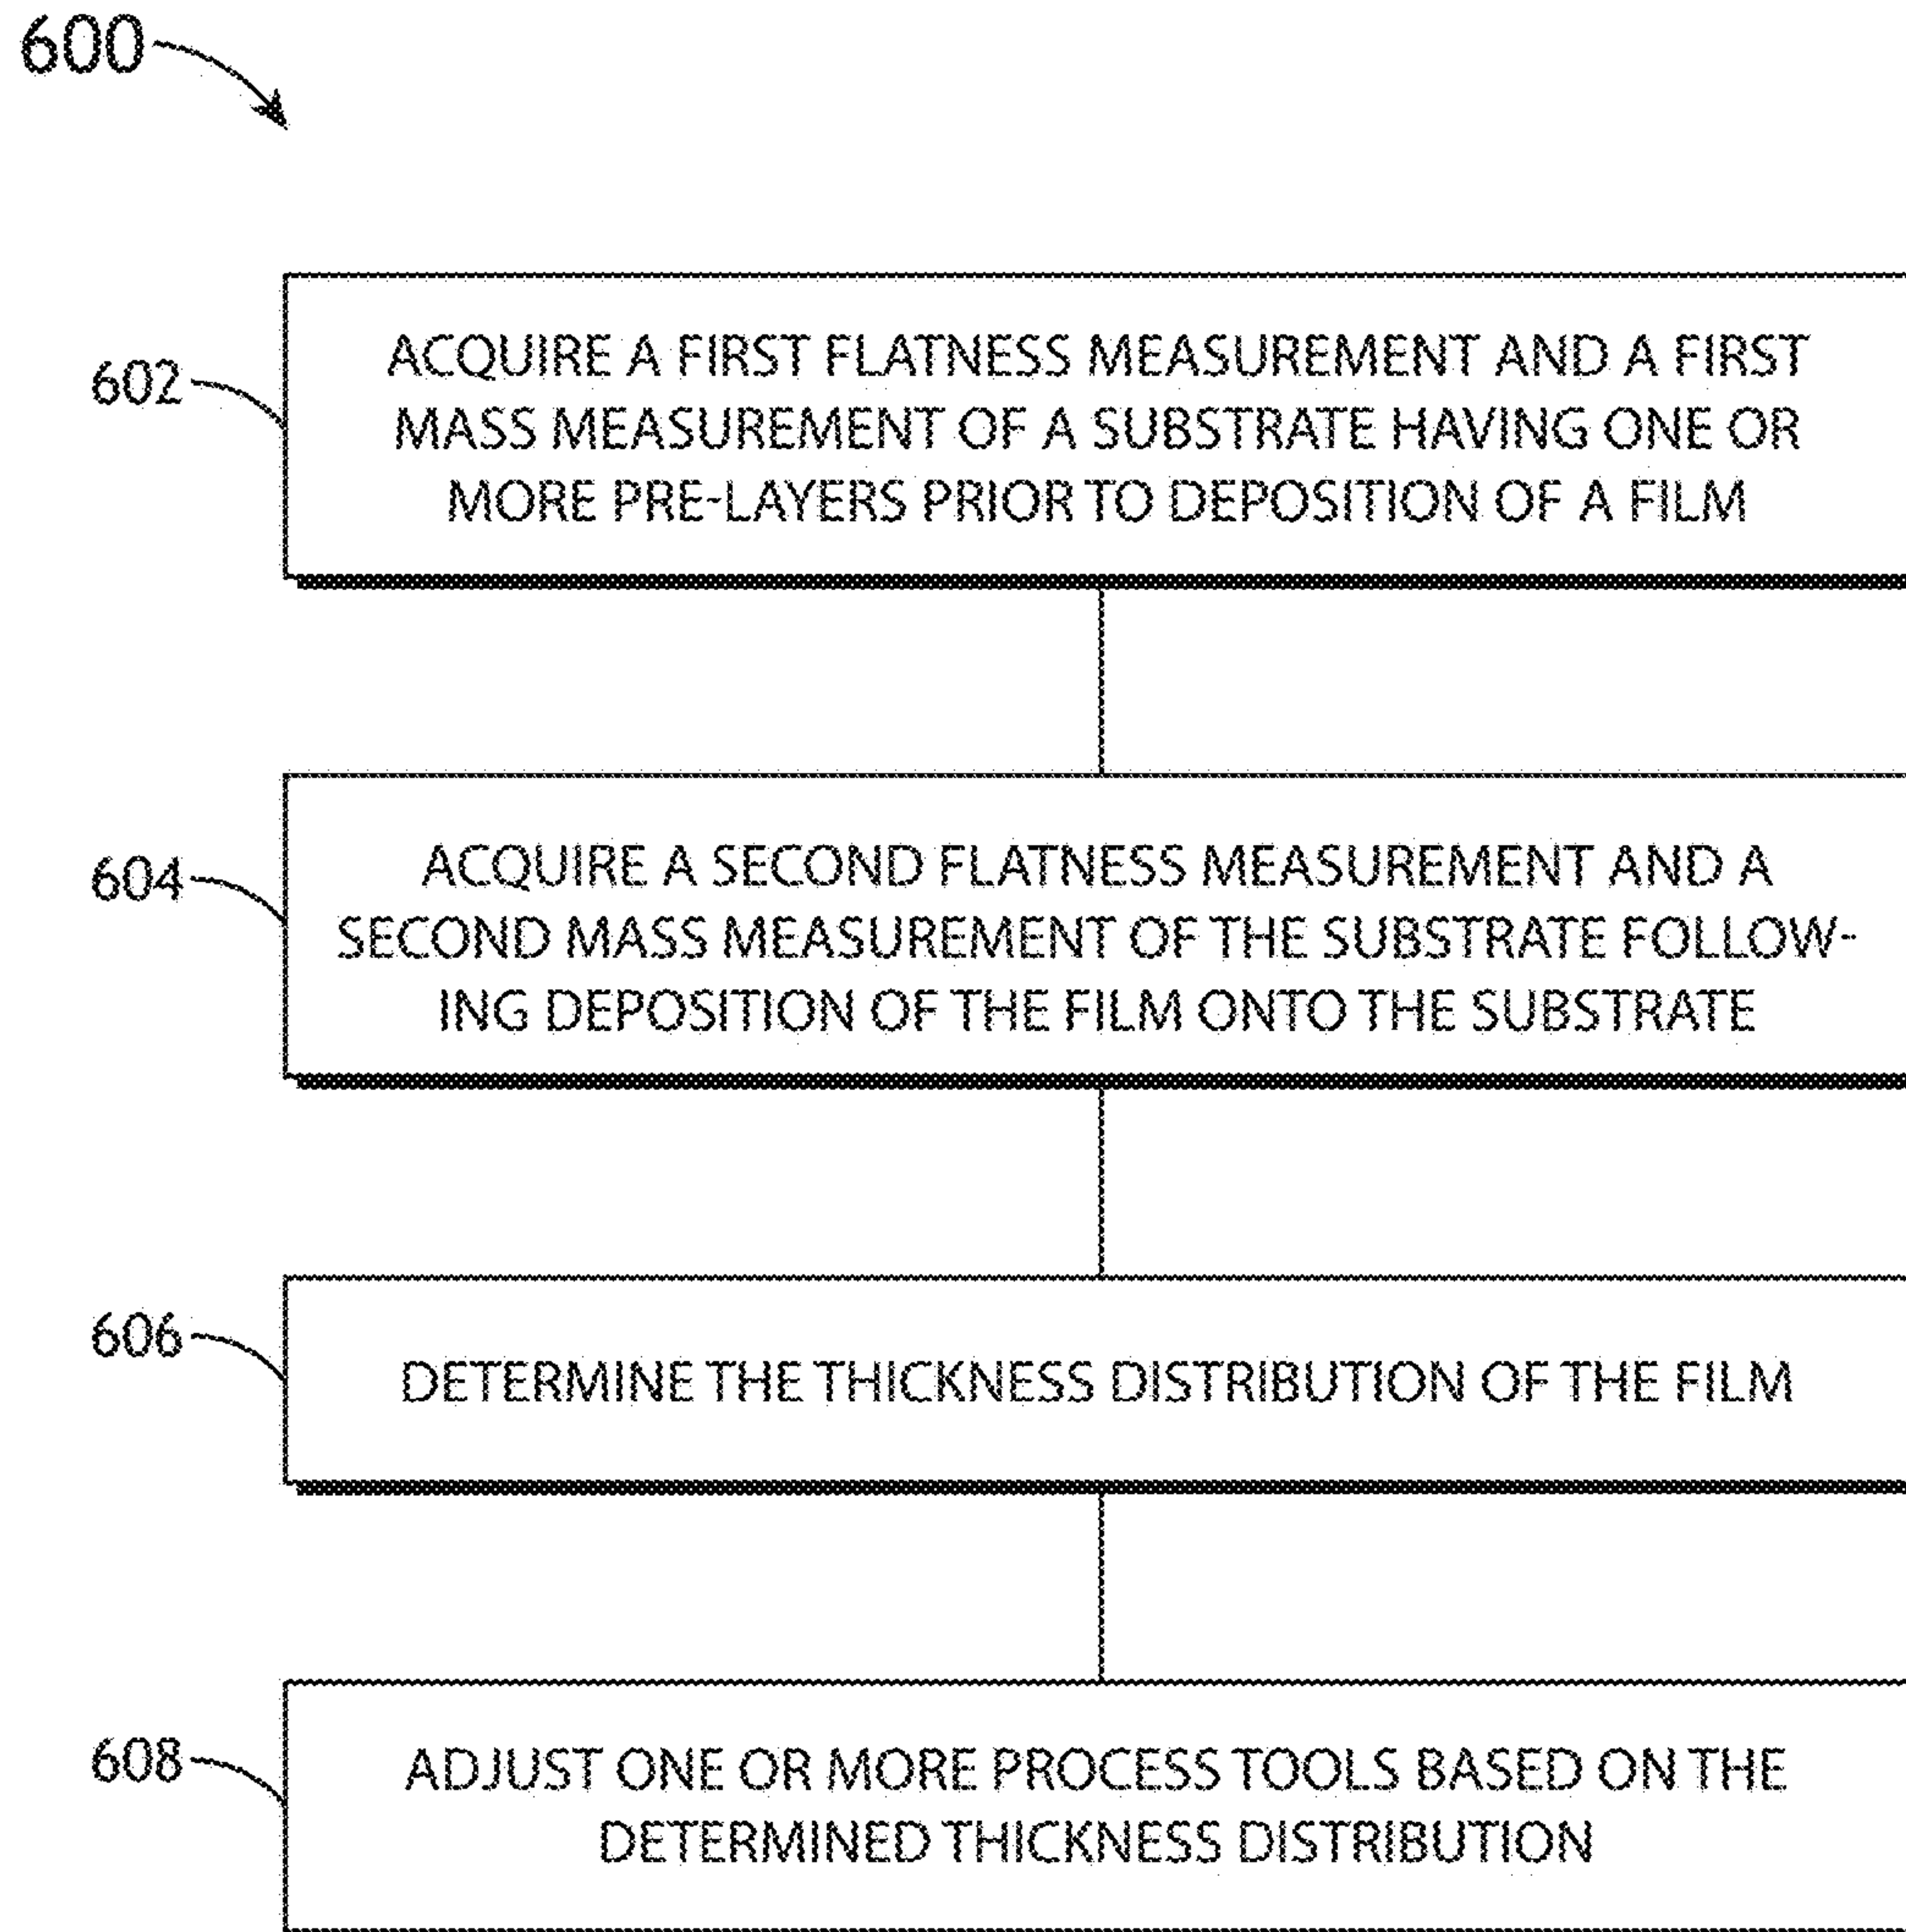 600
602
ACQUIRE A FIRST FLATNESS MEASUREMENT AND A FIRST
MASS MEASUREMENT OF A SUBSTRATE HAVING ONE OR
MORE PRE-LAYERS PRIOR TO DEPOSITION OF A FILM
604
ACQUIRE A SECOND FLATNESS MEASUREMENT AND A
SECOND MASS MEASUREMENT OF THE SUBSTRATE FOLLOW-
ING DEPOSITION OF THE FILM ONTO THE SUBSTRATE
606
DETERMINE THE THICKNESS DISTRIBUTION OF THE FILM
608
ADJUST ONE OR MORE PROCESS TOOLS BASED ON THE
DETERMINED THICKNESS DISTRIBUTION